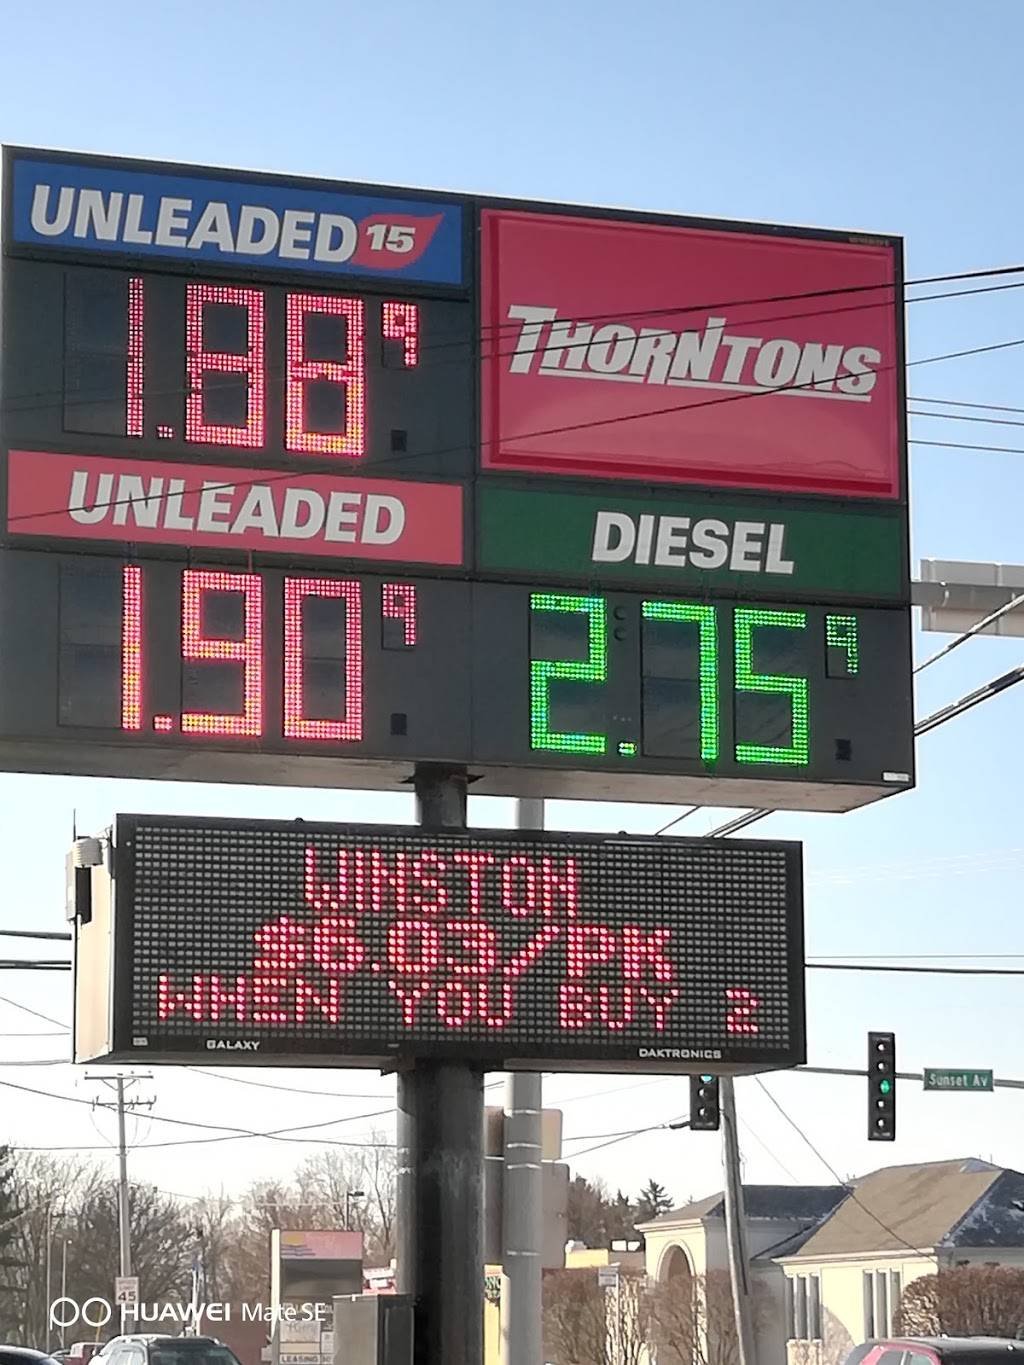 UNLEADED 15
THORNTONS
1.88 9
UNLEADED
DIESEL
1.90 9
2.75 9
WINSTON
$6.03/PK
WHEN YOU BUY 2
GALAXY
DAKTRONICS
Sunset Av
45
HUAWEI Mate SE
LEASING